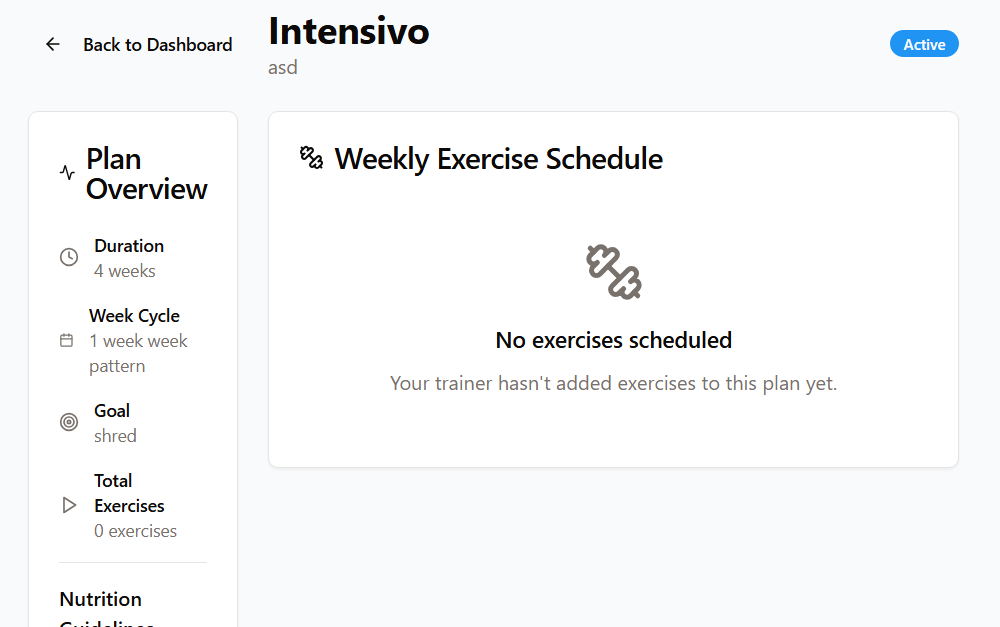 Back to Dashboard
Intensivo
asd
Active
Plan
Overview
Duration
4 weeks
Week Cycle
1 week week
pattern
Goal
shred
Total
Exercises
0 exercises
Nutrition
Guidelines
Weekly Exercise Schedule
No exercises scheduled
Your trainer hasn't added exercises to this plan yet.